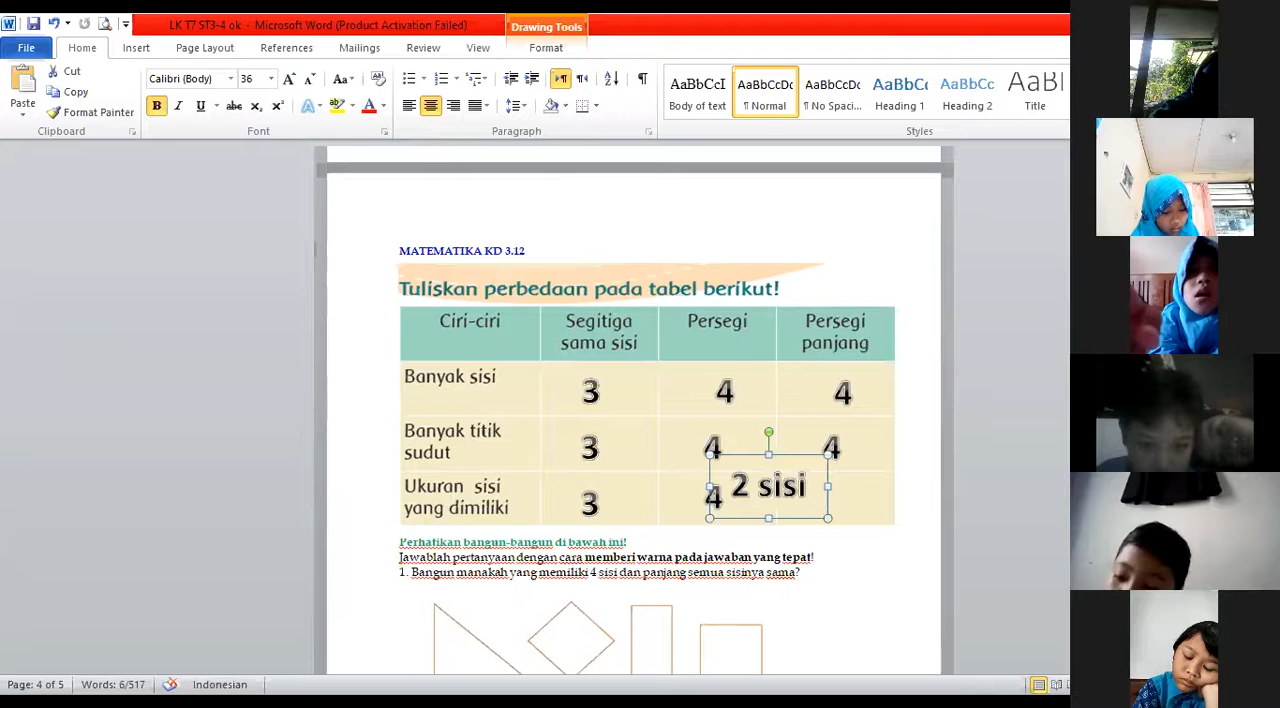 LK T7 ST3-4 ok - Microsoft Word (Product Activation Failed)
Drawing Tools
File Home Insert Page Layout References Mailings Review View Format
Paste
Cut
Copy
Format Painter
Clipboard
Calibri (Body) 36
Font
Paragraph
AaBbCcI AaBbCcDc AaBbCcDc AaBbCc AaBbCc AaBl
Body of text ¶ Normal ¶ No Spaci... Heading 1 Heading 2 Title
Styles
MATEMATIKA KD 3.12
Tuliskan perbedaan pada tabel berikut!
Ciri-ciri Segitiga sama sisi Persegi Persegi panjang
Banyak sisi 3 4 4
Banyak titik sudut 3 4 4
Ukuran sisi yang dimiliki 3 4 2 sisi
Perhatikan bangun-bangun di bawah ini!
Jawablah pertanyaan dengan cara memberi warna pada jawaban yang tepat!
1. Bangun manakah yang memiliki 4 sisi dan panjang semua sisinya sama?
Page: 4 of 5 Words: 6/517 Indonesian